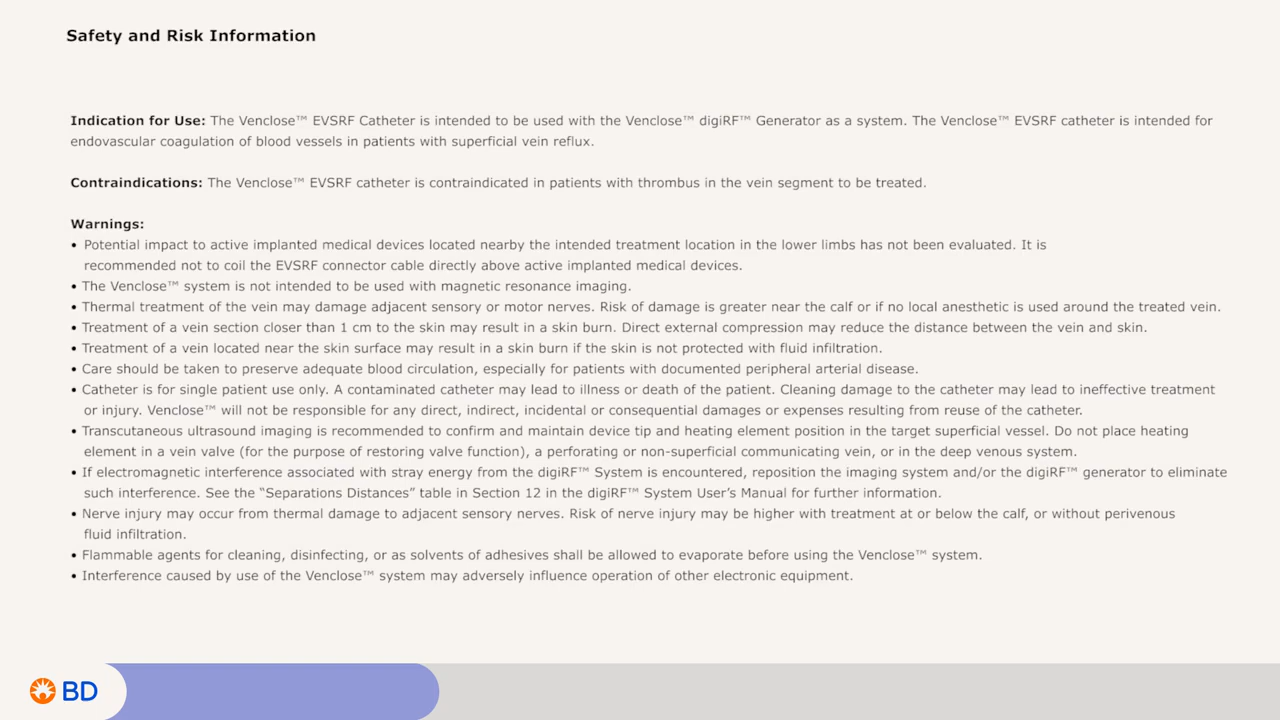 Safety and Risk Information
Indication for Use: The Venclose™ EVSRF Catheter is intended to be used with the Venclose™ digiRF™ Generator as a system. The Venclose™ EVSRF catheter is intended for
endovascular coagulation of blood vessels in patients with superficial vein reflux.
Contraindications: The Venclose™ EVSRF catheter is contraindicated in patients with thrombus in the vein segment to be treated.
Warnings:
• Potential impact to active implanted medical devices located nearby the intended treatment location in the lower limbs has not been evaluated. It is
recommended not to coil the EVSRF connector cable directly above active implanted medical devices.
• The Venclose™ system is not intended to be used with magnetic resonance imaging.
• Thermal treatment of the vein may damage adjacent sensory or motor nerves. Risk of damage is greater near the calf or if no local anesthetic is used around the treated vein.
• Treatment of a vein section closer than 1 cm to the skin may result in a skin burn. Direct external compression may reduce the distance between the vein and skin.
• Treatment of a vein located near the skin surface may result in a skin burn if the skin is not protected with fluid infiltration.
• Care should be taken to preserve adequate blood circulation, especially for patients with documented peripheral arterial disease.
• Catheter is for single patient use only. A contaminated catheter may lead to illness or death of the patient. Cleaning damage to the catheter may lead to ineffective treatment
or injury. Venclose™ will not be responsible for any direct, indirect, incidental or consequential damages or expenses resulting from reuse of the catheter.
• Transcutaneous ultrasound imaging is recommended to confirm and maintain device tip and heating element position in the target superficial vessel. Do not place heating
element in a vein valve (for the purpose of restoring valve function), a perforating or non-superficial communicating vein, or in the deep venous system.
• If electromagnetic interference associated with stray energy from the digiRF™ System is encountered, reposition the imaging system and/or the digiRF™ generator to eliminate
such interference. See the “Separations Distances” table in Section 12 in the digiRF™ System User’s Manual for further information.
• Nerve injury may occur from thermal damage to adjacent sensory nerves. Risk of nerve injury may be higher with treatment at or below the calf, or without perivenous
fluid infiltration.
• Flammable agents for cleaning, disinfecting, or as solvents of adhesives shall be allowed to evaporate before using the Venclose™ system.
• Interference caused by use of the Venclose™ system may adversely influence operation of other electronic equipment.
BD